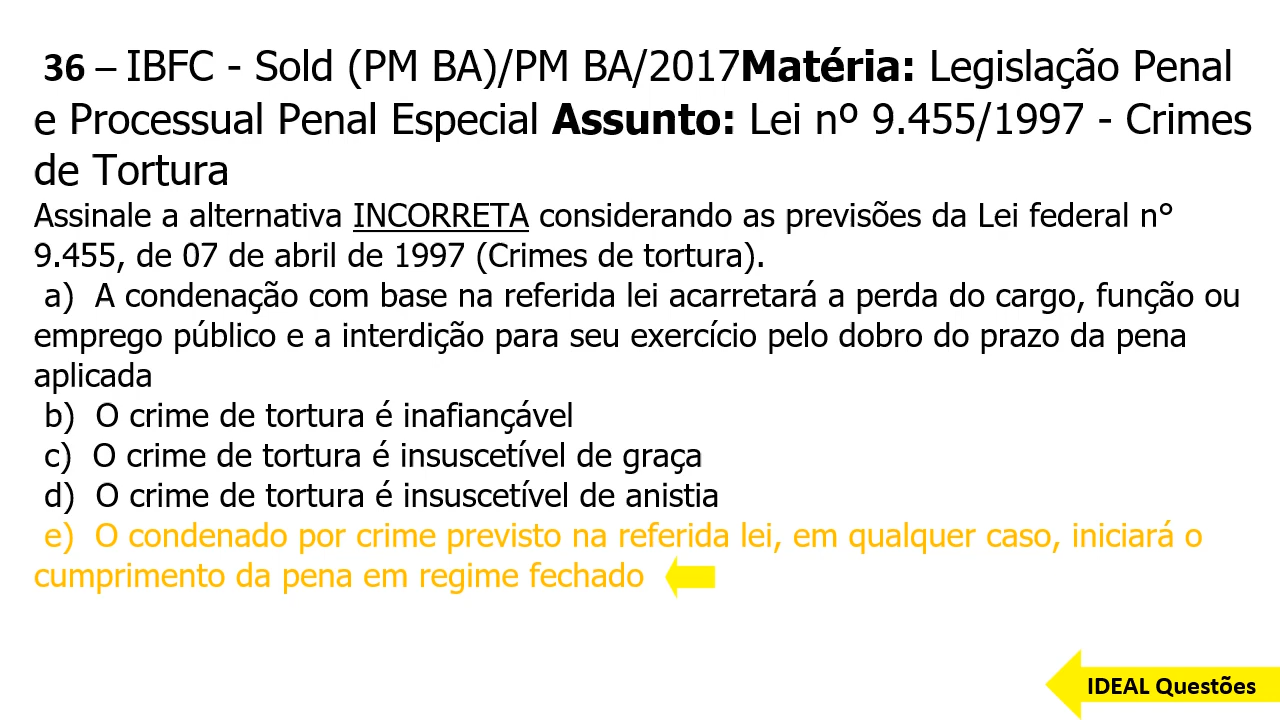 36 – IBFC - Sold (PM BA)/PM BA/2017Matéria: Legislação Penal
e Processual Penal Especial Assunto: Lei nº 9.455/1997 - Crimes
de Tortura
Assinale a alternativa INCORRETA considerando as previsões da Lei federal n°
9.455, de 07 de abril de 1997 (Crimes de tortura).
a) A condenação com base na referida lei acarretará a perda do cargo, função ou
emprego público e a interdição para seu exercício pelo dobro do prazo da pena
aplicada
b) O crime de tortura é inafiançável
c) O crime de tortura é insuscetível de graça
d) O crime de tortura é insuscetível de anistia
e) O condenado por crime previsto na referida lei, em qualquer caso, iniciará o
cumprimento da pena em regime fechado
IDEAL Questões